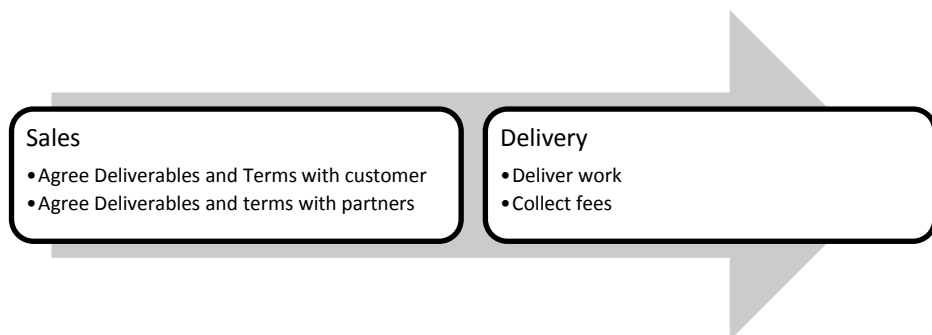 Sales
•Agree Deliverables and Terms with customer
•Agree Deliverables and terms with partners
Delivery
•Deliver work
•Collect fees